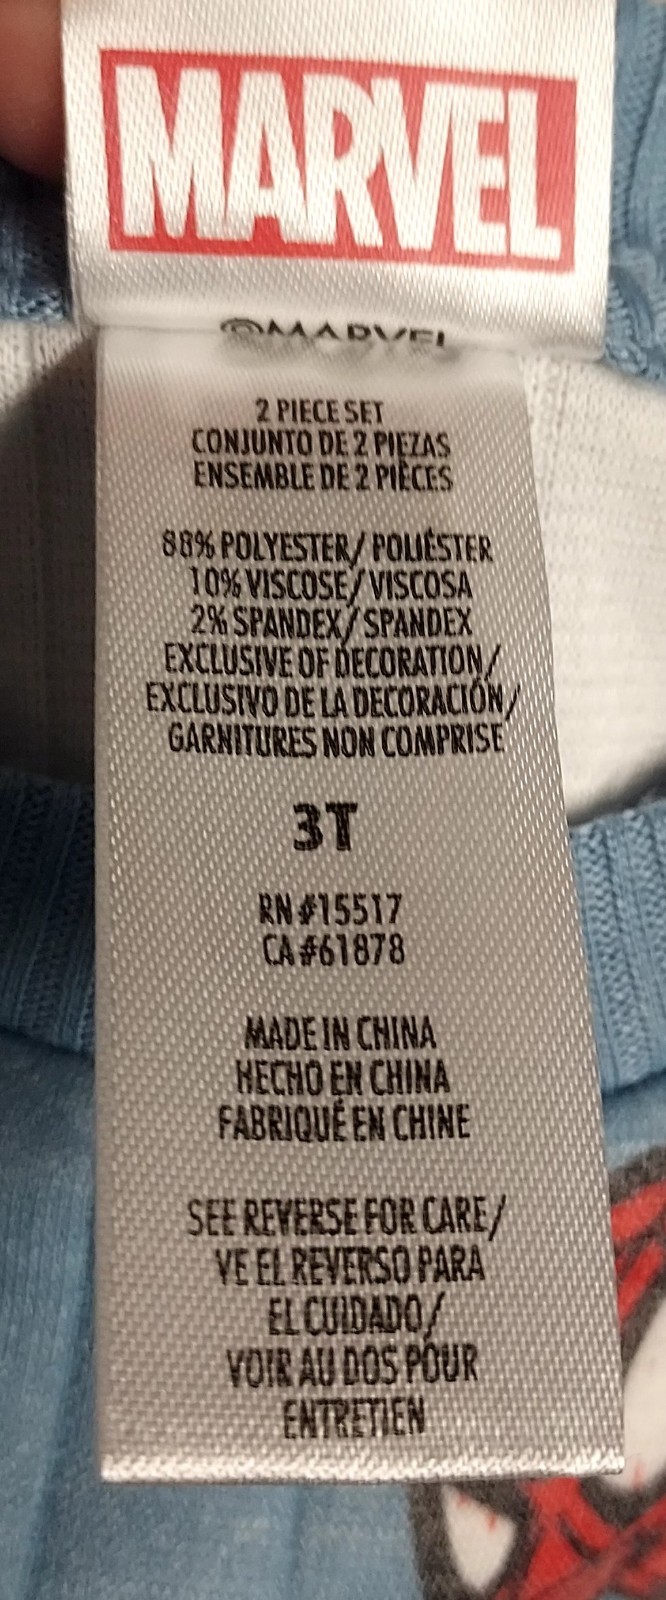 MARVEL
©MARVEL
2 PIECE SET
CONJUNTO DE 2 PIEZAS
ENSEMBLE DE 2 PIÈCES
88% POLYESTER/ POLIÉSTER
10% VISCOSE/ VISCOSA
2% SPANDEX/ SPANDEX
EXCLUSIVE OF DECORATION/
EXCLUSIVO DE LA DECORACIÓN/
GARNITURES NON COMPRISE
3T
RN#15517
CA#61878
MADE IN CHINA
HECHO EN CHINA
FABRIQUÉ EN CHINE
SEE REVERSE FOR CARE/
VE EL REVERSO PARA
EL CUIDADO/
VOIR AU DOS POUR
ENTRETIEN